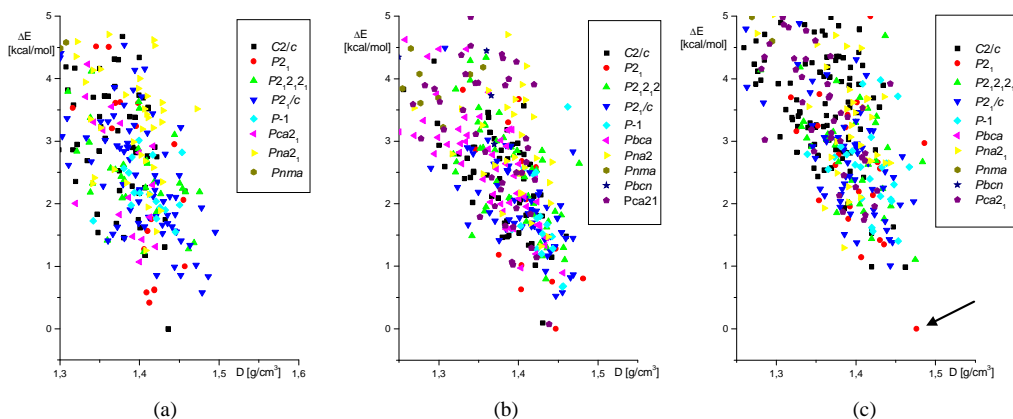 ΔE
[kcal/mol]
5
4
3
2
1
0
1,3
1,4
1,5
D [g/cm³]
1,6
C2/c
P2₁
P2₁2₁2₁
P2₁/c
P-1
Pca2₁
Pna2₁
Pnma
(a)
ΔE
[kcal/mol]
5
4
3
2
1
0
1,3
1,4
D [g/cm³]
1,5
C2/c
P2₁
P2₁2₁2
P2₁/c
P-1
Pbca
Pna2
Pnma
Pbcn
Pca21
(b)
ΔE
[kcal/mol]
5
4
3
2
1
0
1,3
1,4
D [g/cm³]
1,5
C2/c
P2₁
P2₁2₁2₁
P2₁/c
P-1
Pbca
Pna2₁
Pnma
Pca2₁
(c)